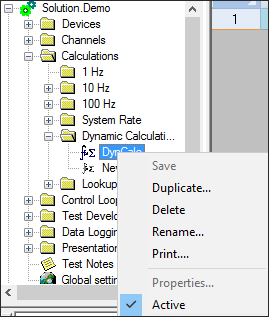 Solution.Demo
1
Devices
Channels
Calculations
1 Hz
10 Hz
100 Hz
System Rate
Dynamic Calculati...
DynCalc
New
Lookup
Control Loop
Test Develo
Data Loggin
Presentation
Test Notes
Global settin
Save
Duplicate...
Delete
Rename...
Print....
Properties...
Active